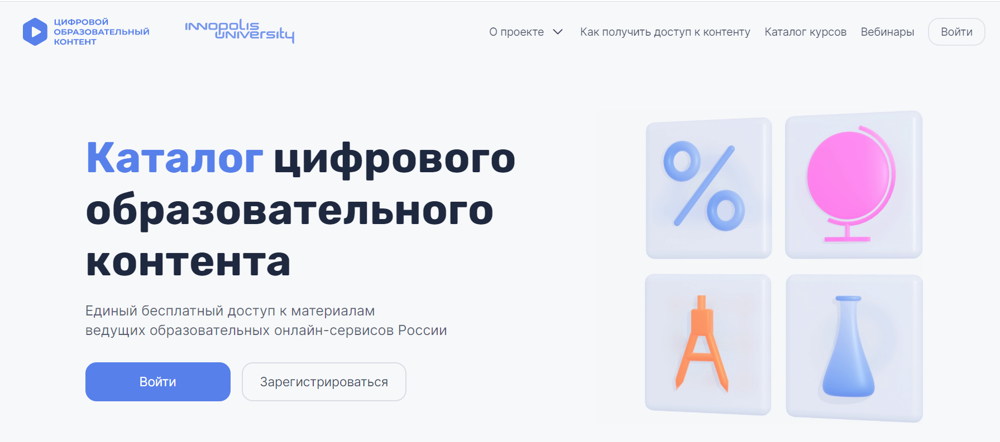 ЦИФРОВОЙ
ОБРАЗОВАТЕЛЬНЫЙ
КОНТЕНТ
innopolis
university
О проекте
Как получить доступ к контенту
Каталог курсов
Вебинары
Войти
Каталог цифрового
образовательного
контента
Единый бесплатный доступ к материалам
ведущих образовательных онлайн-сервисов России
Войти
Зарегистрироваться
%